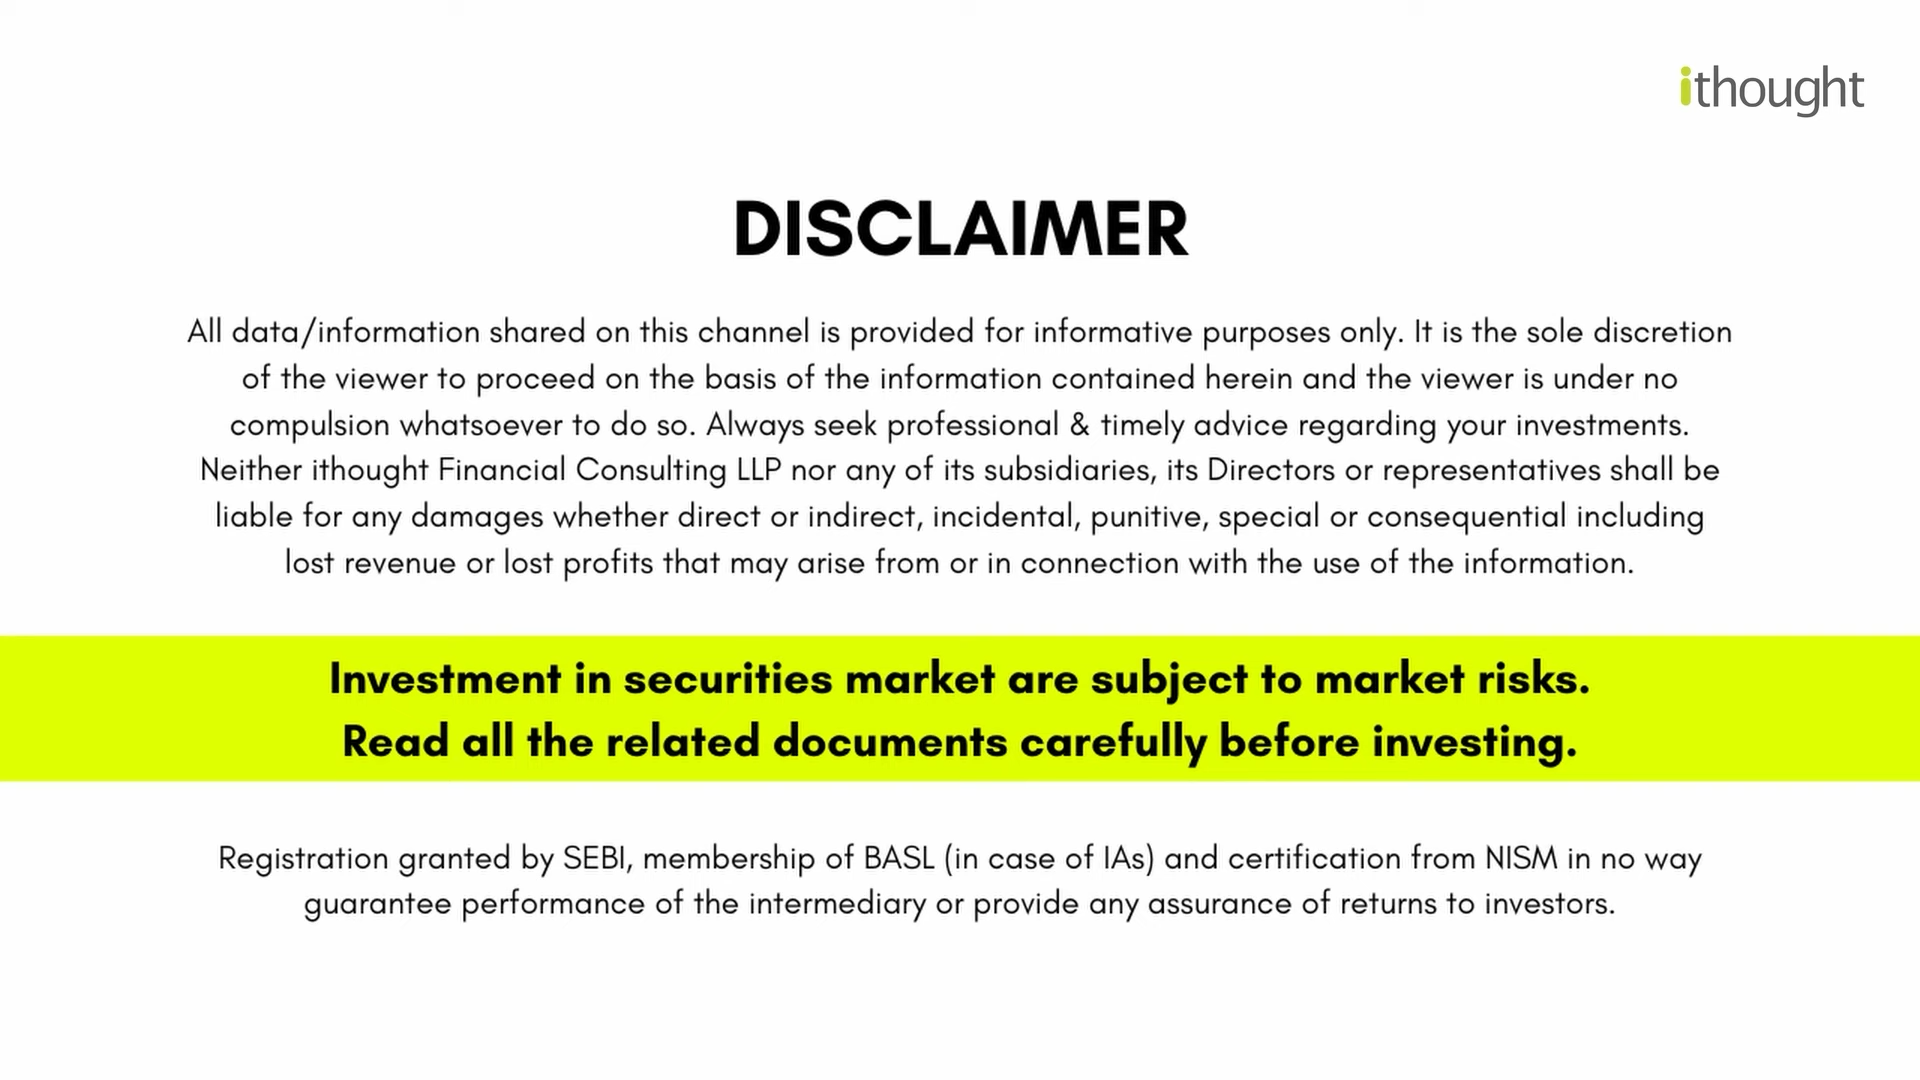 ithought
DISCLAIMER
All data/information shared on this channel is provided for informative purposes only. It is the sole discretion
of the viewer to proceed on the basis of the information contained herein and the viewer is under no
compulsion whatsoever to do so. Always seek professional & timely advice regarding your investments.
Neither ithought Financial Consulting LLP nor any of its subsidiaries, its Directors or representatives shall be
liable for any damages whether direct or indirect, incidental, punitive, special or consequential including
lost revenue or lost profits that may arise from or in connection with the use of the information.
Investment in securities market are subject to market risks.
Read all the related documents carefully before investing.
Registration granted by SEBI, membership of BASL (in case of IAs) and certification from NISM in no way
guarantee performance of the intermediary or provide any assurance of returns to investors.